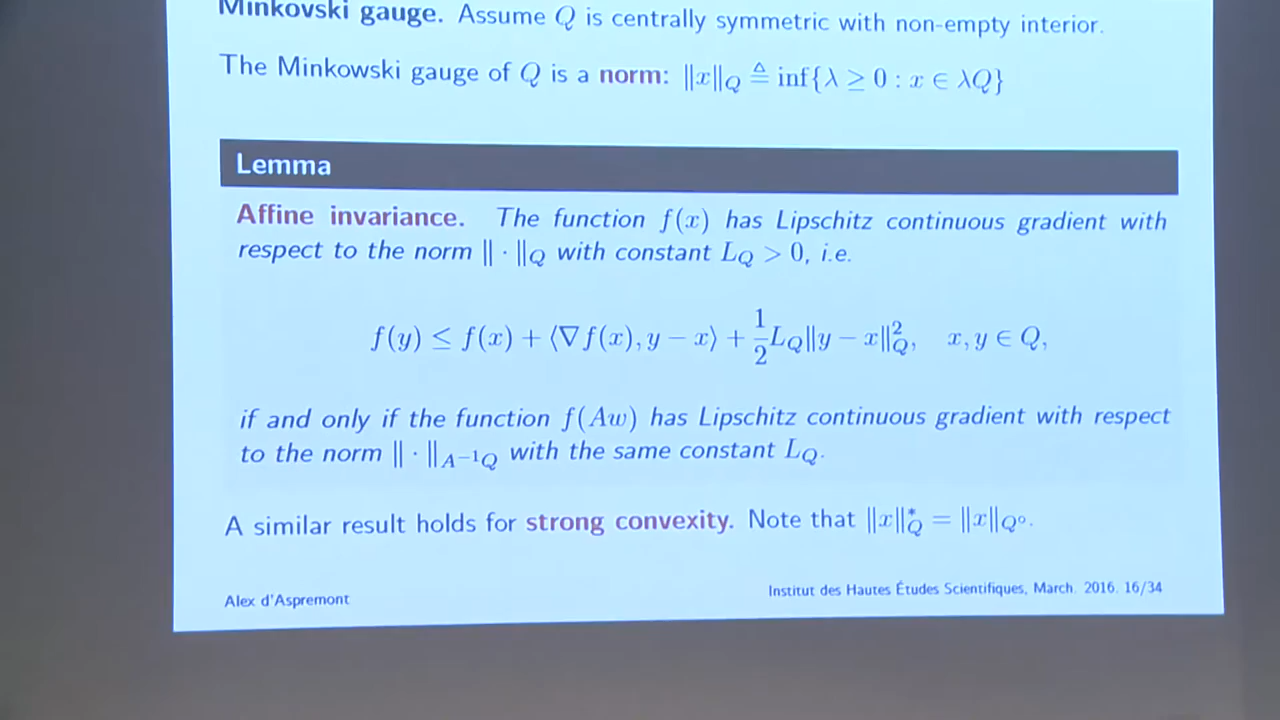 Minkovski gauge. Assume Q is centrally symmetric with non-empty interior.
The Minkowski gauge of Q is a norm: ‖x‖_Q ≜ inf{λ ≥ 0 : x ∈ λQ}
Lemma
Affine invariance. The function f(x) has Lipschitz continuous gradient with
respect to the norm ‖ · ‖_Q with constant L_Q > 0, i.e.
f(y) ≤ f(x) + ⟨∇f(x), y − x⟩ + 1/2 L_Q‖y − x‖²_Q, x, y ∈ Q,
if and only if the function f(Aw) has Lipschitz continuous gradient with respect
to the norm ‖ · ‖_{A⁻¹Q} with the same constant L_Q.
A similar result holds for strong convexity. Note that ‖x‖*_Q = ‖x‖_{Q°}.
Alex d'Aspremont
Institut des Hautes Études Scientifiques, March. 2016. 16/34